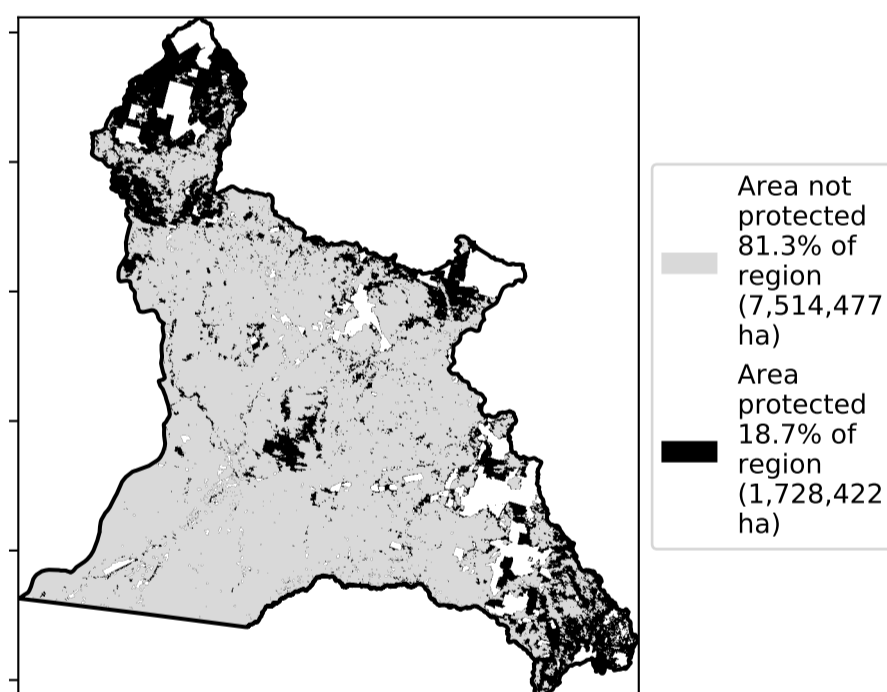 Area not
protected
81.3% of
region
(7,514,477
ha)
Area
protected
18.7% of
region
(1,728,422
ha)